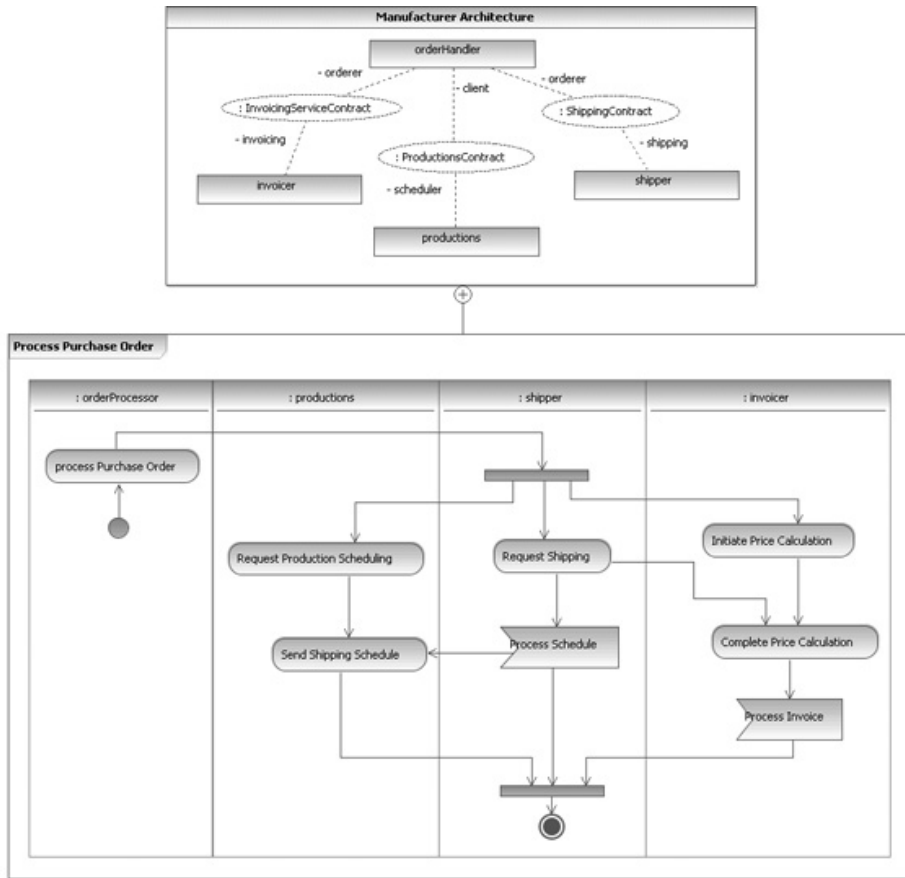 Manufacturer Architecture
orderHandler
- orderer
- client
- orderer
: InvoicingServiceContract
: ShippingContract
- invoicing
: ProductionsContract
- shipping
invoicer
- scheduler
shipper
productions
Process Purchase Order
: orderProcessor
: productions
: shipper
: invoicer
process Purchase Order
Request Production Scheduling
Request Shipping
Initiate Price Calculation
Send Shipping Schedule
Process Schedule
Complete Price Calculation
Process Invoice